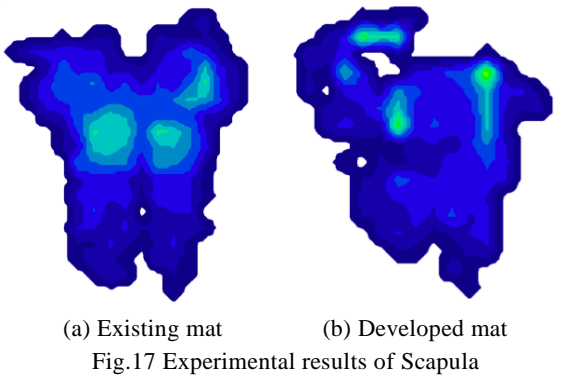 (a) Existing mat
(b) Developed mat
Fig.17 Experimental results of Scapula